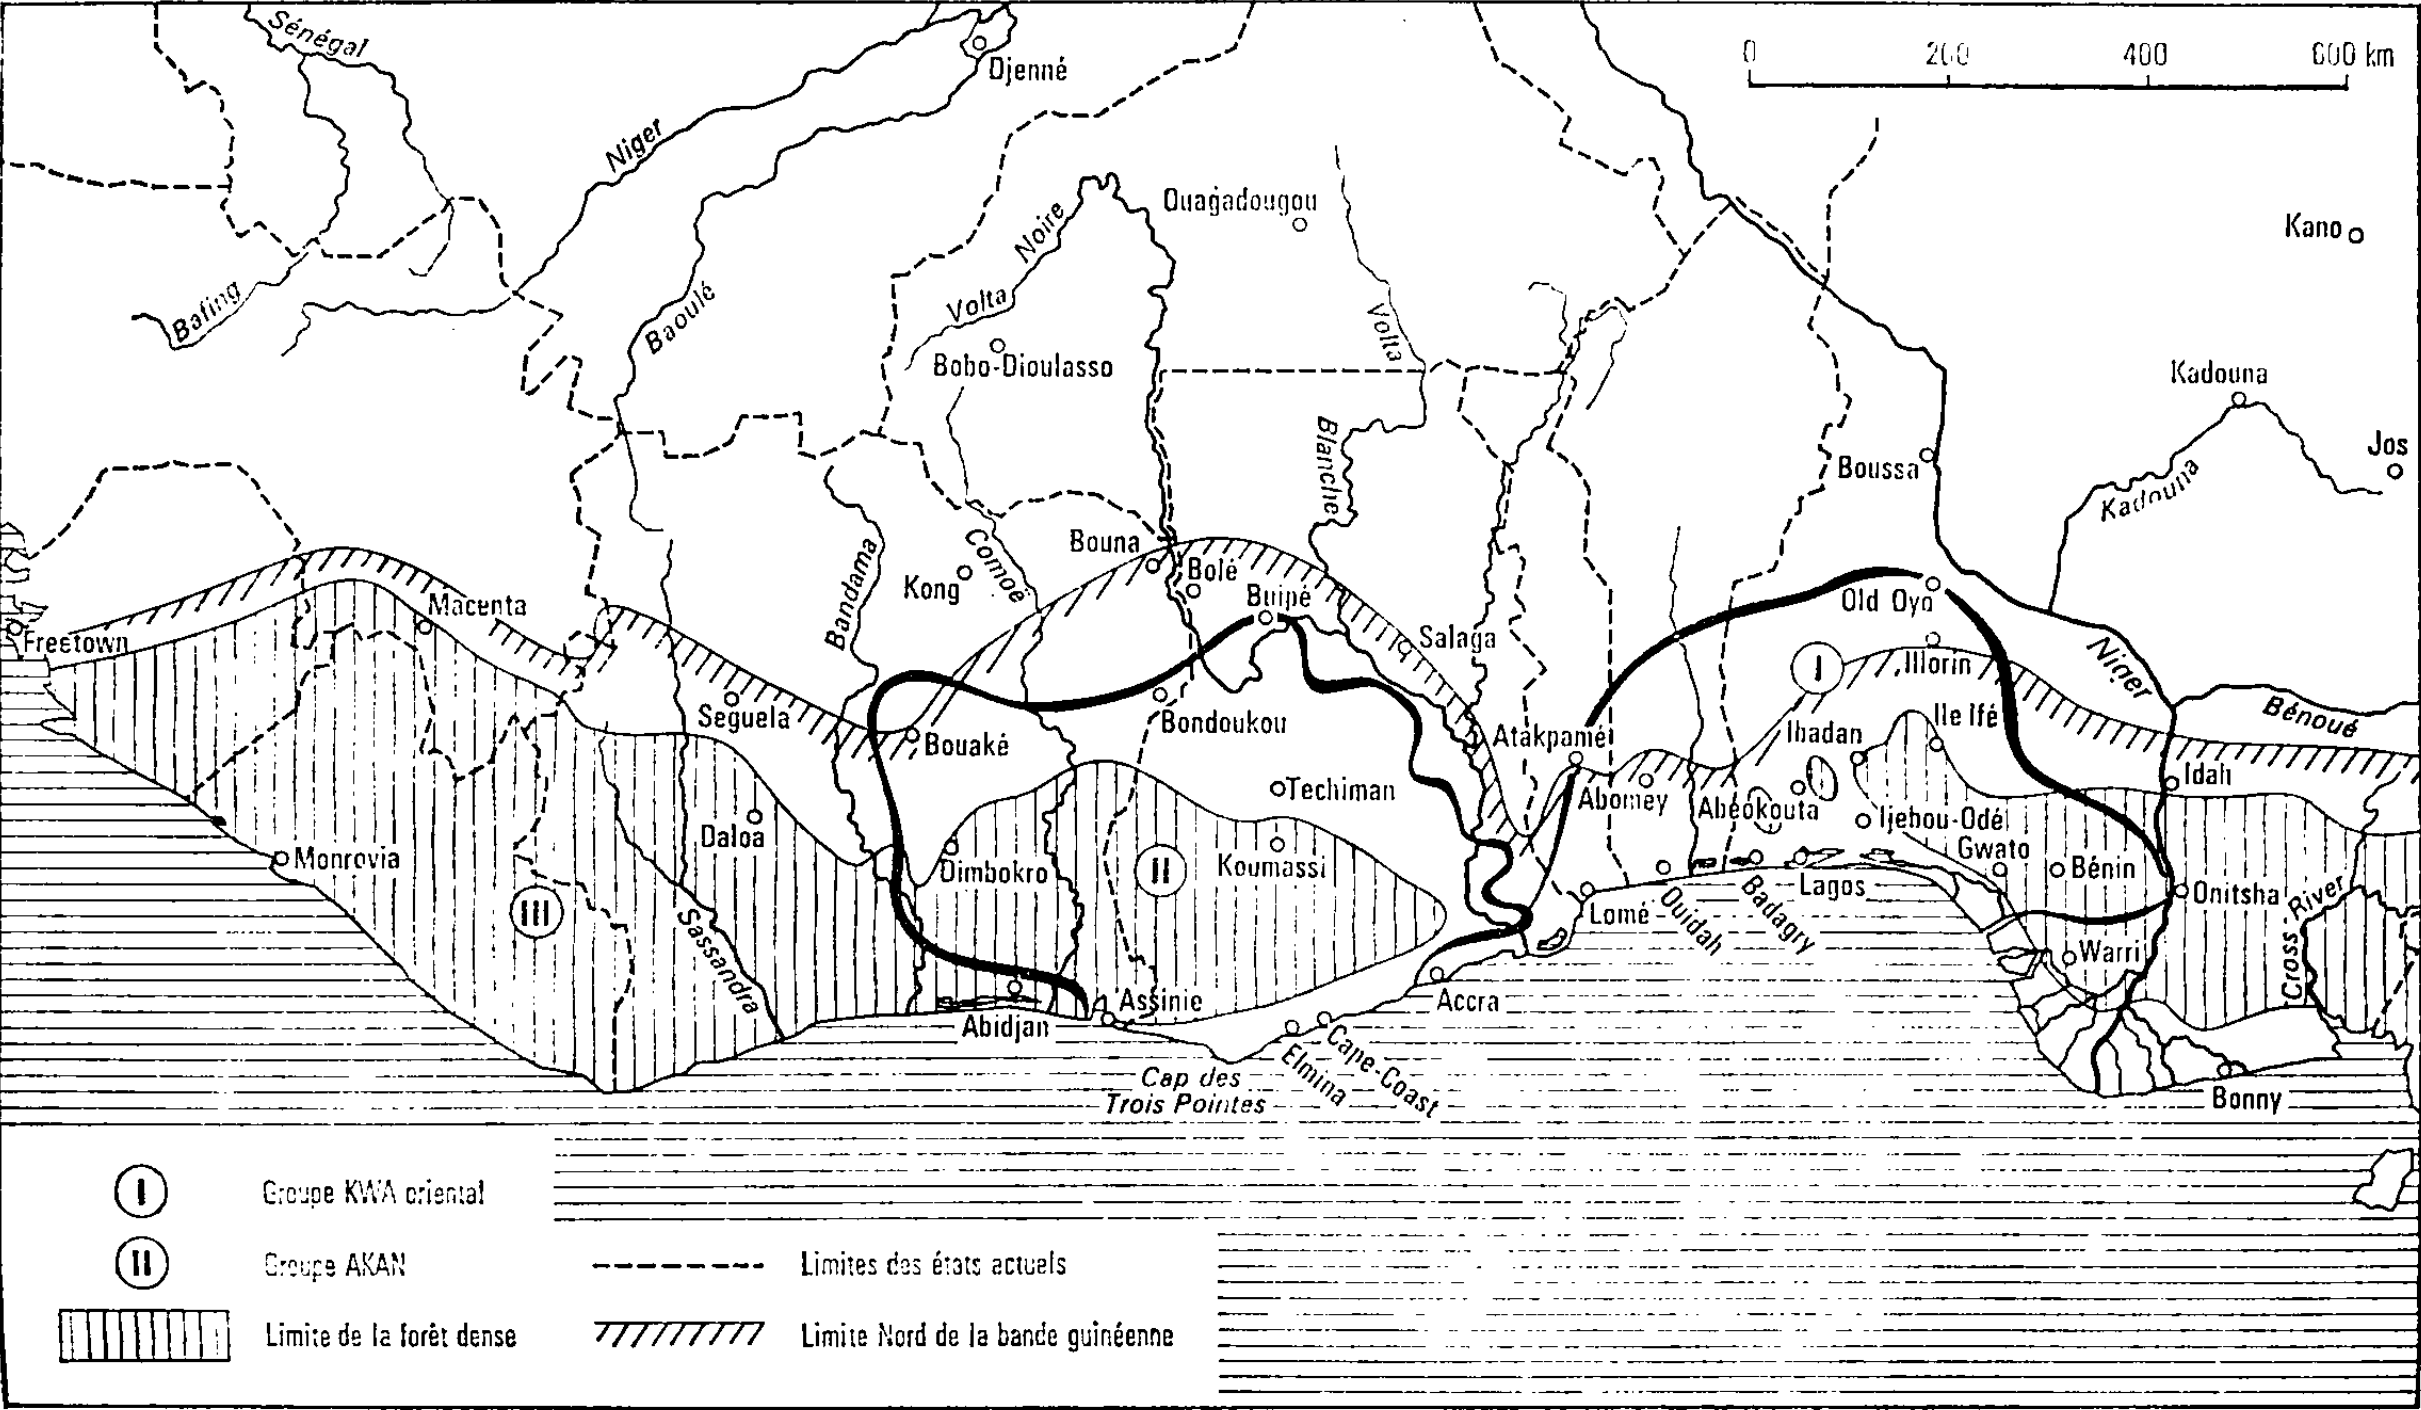 Sénégal
Djenné
0 200 400 600 km
Niger
Ouagadougou
Noire
Volta
Kano
Bafing
Baoulé
Volta
Bobo-Dioulasso
Kadouna
Blanche
Boussa
Jos
Kadouna
Bandama
Comoé
Bouna
Bolé
Kong
Buipé
Old Oyo
Macenta
Freetown
Salaga
I
Illorin
Niger
Seguela
Bondoukou
Bouaké
Atakpamé
Ibadan
Ile Ifé
Bénoué
Idah
Techiman
Abomey
Abéokouta
Ijebou-Odé
Daloa
Monrovia
Dimbokro
II
Koumassi
Gwato
Bénin
Onitsha
Lagos
III
Sassandra
Lomé
Ouidah
Badagry
Warri
Cross River
Accra
Assinie
Abidjan
Cap des
Trois Pointes
Elmina
Cape-Coast
Bonny
I Groupe KWA oriental
II Groupe AKAN
Limites des états actuels
Limite de la forêt dense
Limite Nord de la bande guinéenne